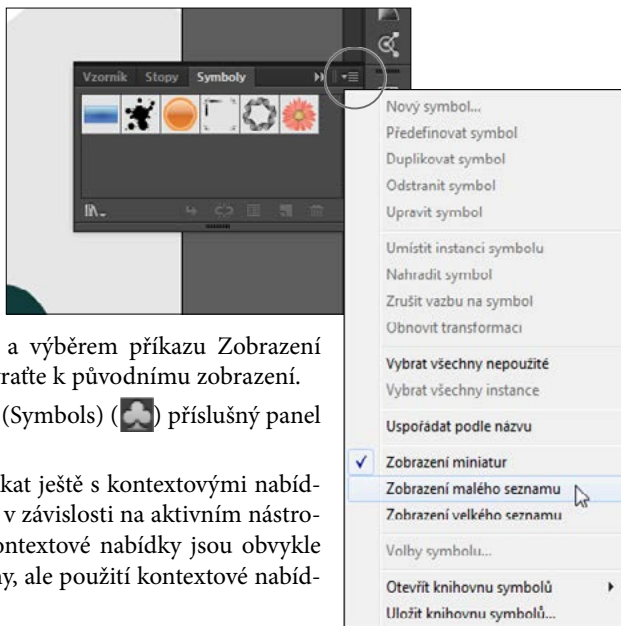 Vzorník Stopy Symboly
Nový symbol...
Předefinovat symbol
Duplikovat symbol
Odstranit symbol
Upravit symbol
Umístit instanci symbolu
Nahradit symbol
Zrušit vazbu na symbol
Obnovit transformaci
Vybrat všechny nepoužité
Vybrat všechny instance
Uspořádat podle názvu
Zobrazení miniatur
Zobrazení malého seznamu
Zobrazení velkého seznamu
Volby symbolu...
Otevřít knihovnu symbolů
Uložit knihovnu symbolů...
a výběrem příkazu Zobrazení
raťte k původnímu zobrazení.
(Symbols) ( ) příslušný panel
kat ještě s kontextovými nabíd-
v závislosti na aktivním nástro-
ontextové nabídky jsou obvykle
ny, ale použití kontextové nabíd-